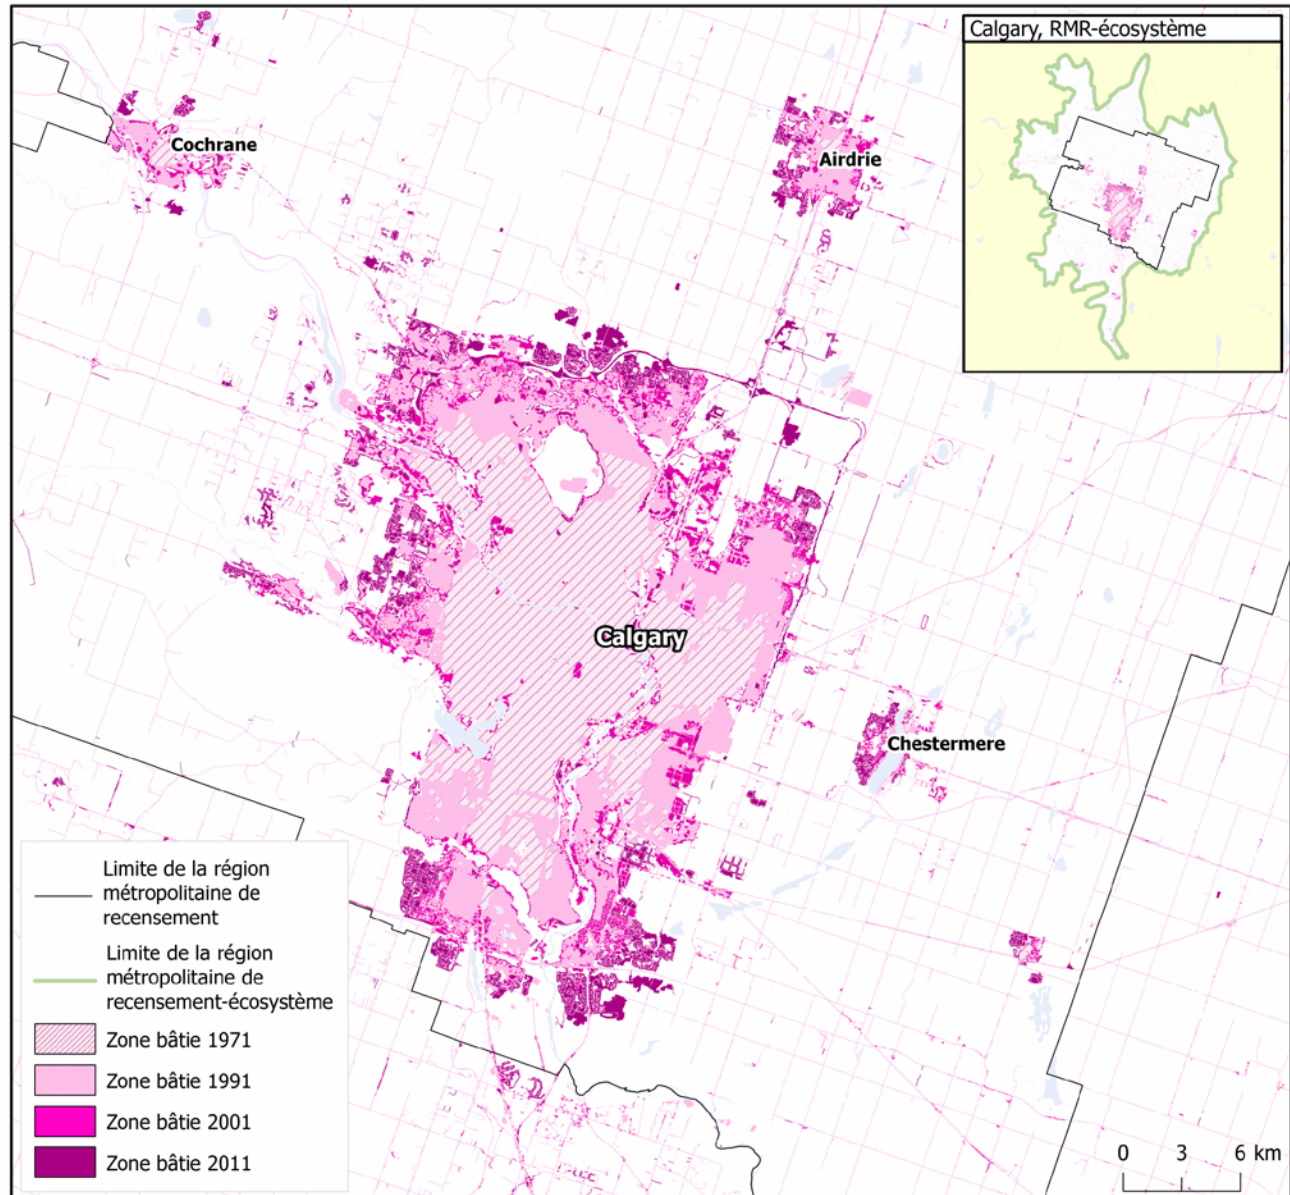 Calgary, RMR-écosystème
Cochrane
Airdrie
Calgary
Chestermere
Limite de la région
métropolitaine de
recensement
Limite de la région
métropolitaine de
recensement-écosystème
Zone bâtie 1971
Zone bâtie 1991
Zone bâtie 2001
Zone bâtie 2011
0 3 6 km